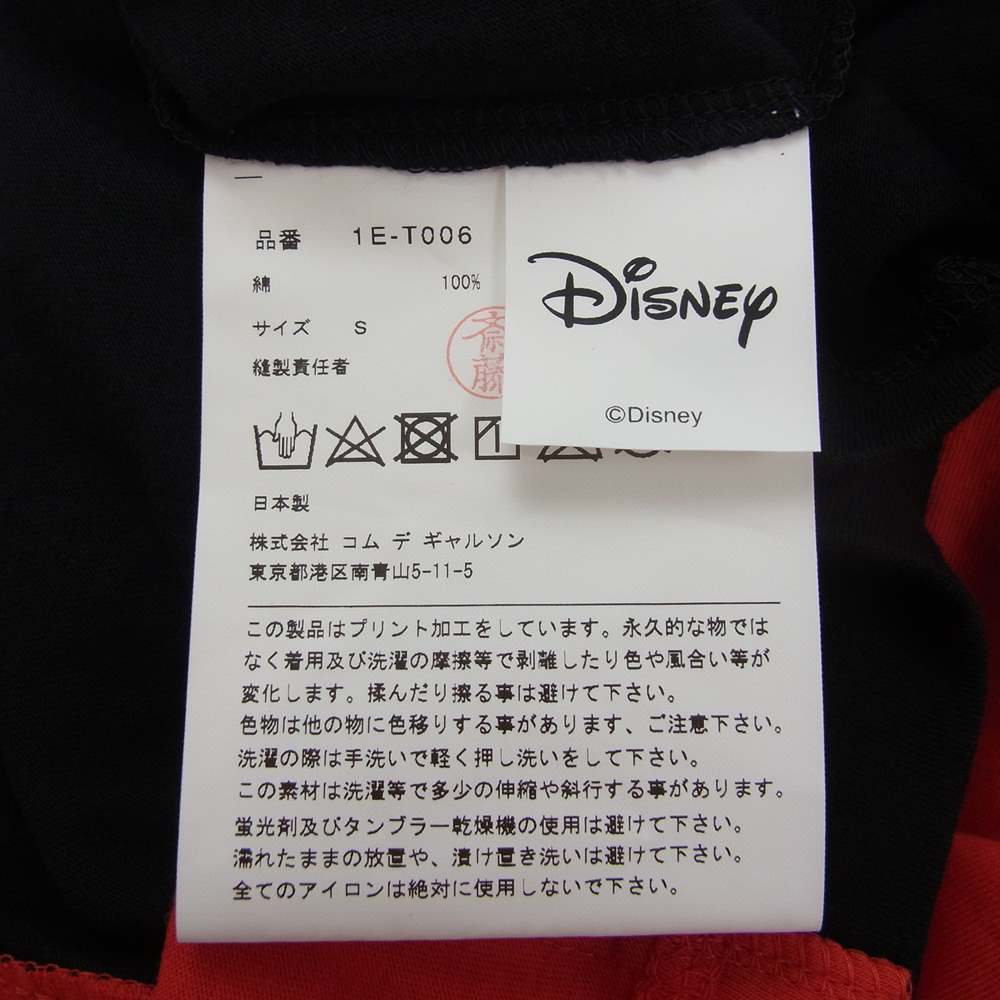 品番 1E-T006
綿 100%
サイズ S
縫製責任者
斎藤
日本製
株式会社 コム デ ギャルソン
東京都港区南青山5-11-5
この製品はプリント加工をしています。永久的な物では
なく着用及び洗濯の摩擦等で剥離したり色や風合い等が
変化します。揉んだり擦る事は避けて下さい。
色物は他の物に色移りする事があります、ご注意下さい。
洗濯の際は手洗いで軽く押し洗いをして下さい。
この素材は洗濯等で多少の伸縮や斜行する事があります。
蛍光剤及びタンブラー乾燥機の使用は避けて下さい。
濡れたままの放置や、漬け置き洗いは避けて下さい。
全てのアイロンは絶対に使用しないで下さい。
Disney
©Disney